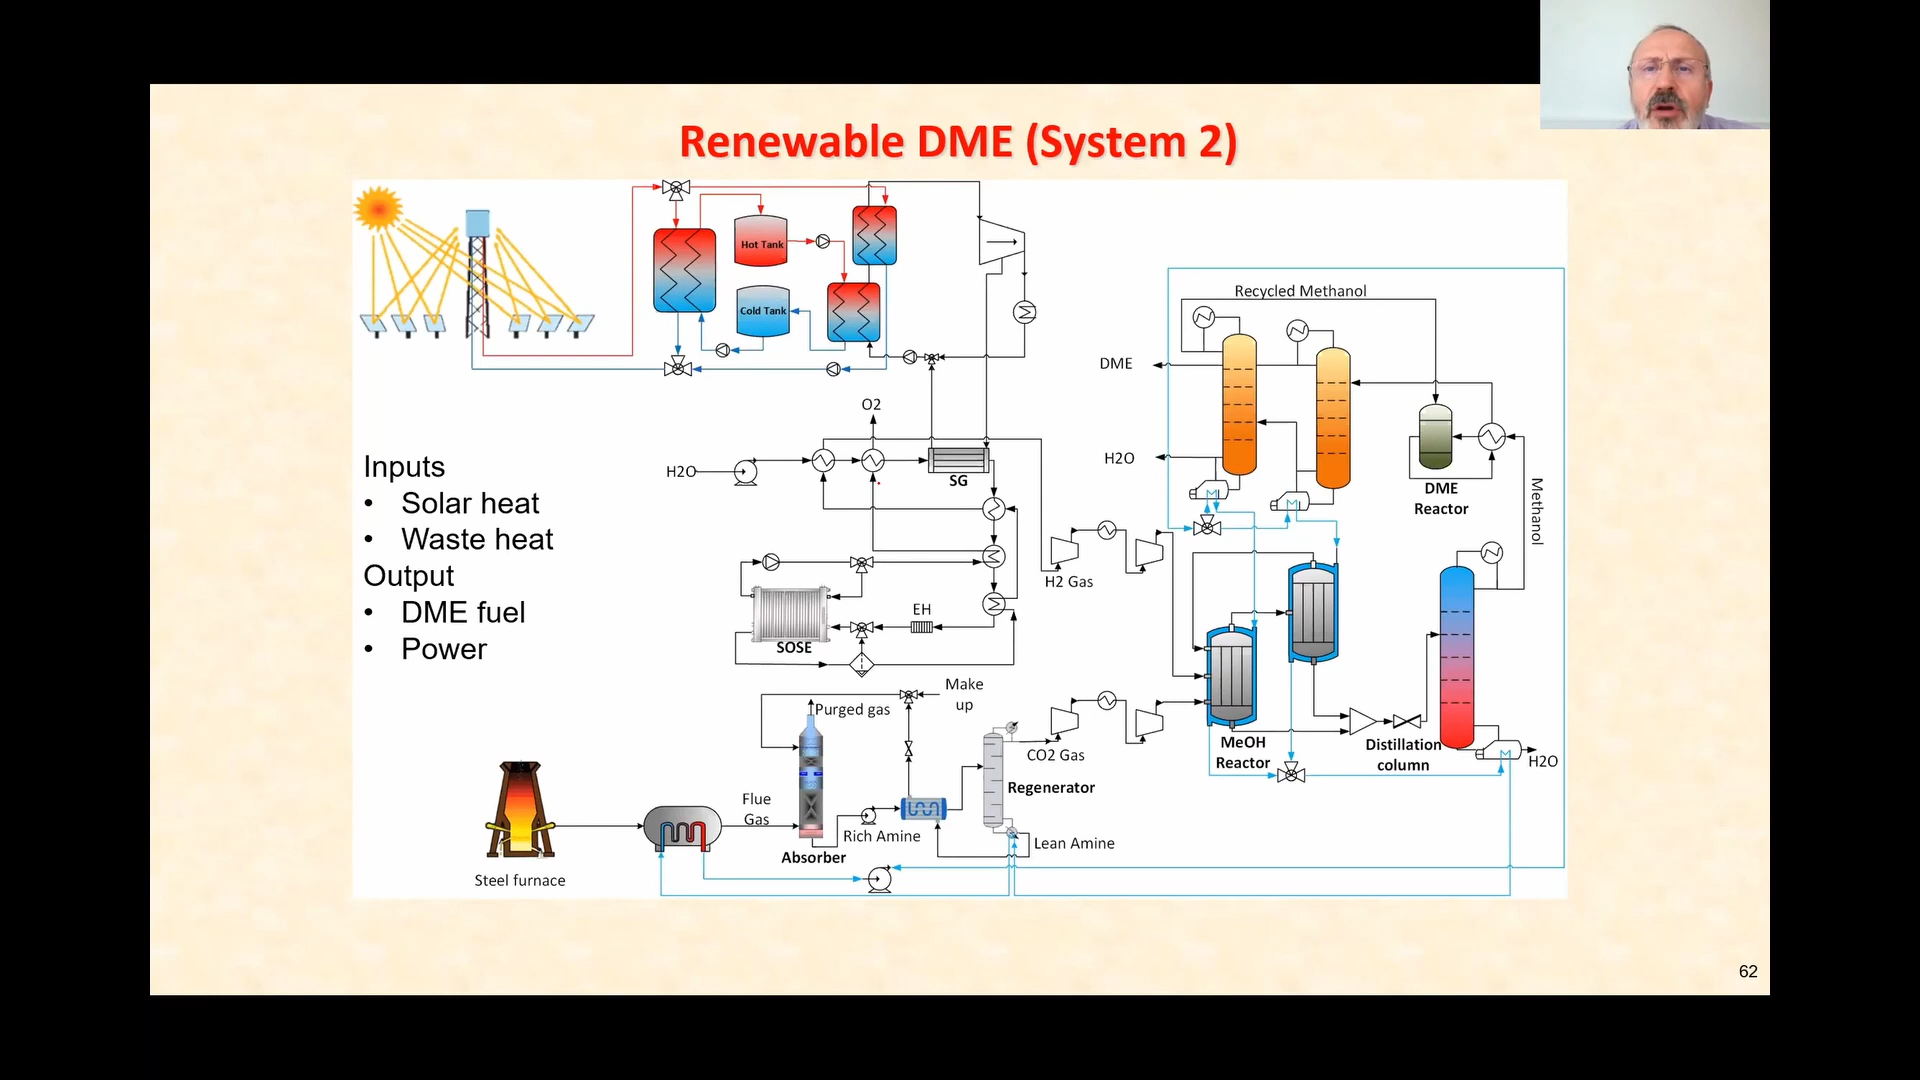 Renewable DME (System 2)
Hot Tank
Cold Tank
Recycled Methanol
DME
O2
H2O
H2O
SG
DME
Reactor
Methanol
Inputs
• Solar heat
• Waste heat
Output
• DME fuel
• Power
H2 Gas
EH
SOSE
Make
up
Purged gas
CO2 Gas
MeOH
Reactor
Distillation
column
H2O
Regenerator
Flue
Gas
Rich Amine
Lean Amine
Absorber
Steel furnace
62